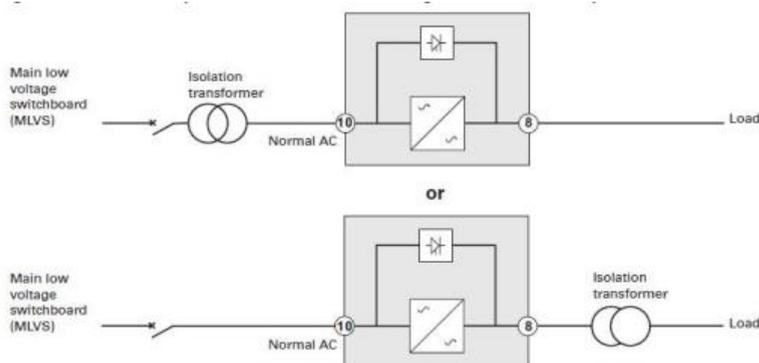 Main low
voltage
switchboard
(MLVS)
Isolation
transformer
Normal AC
10
8
Load
or
Main low
voltage
switchboard
(MLVS)
Normal AC
10
8
Isolation
transformer
Load